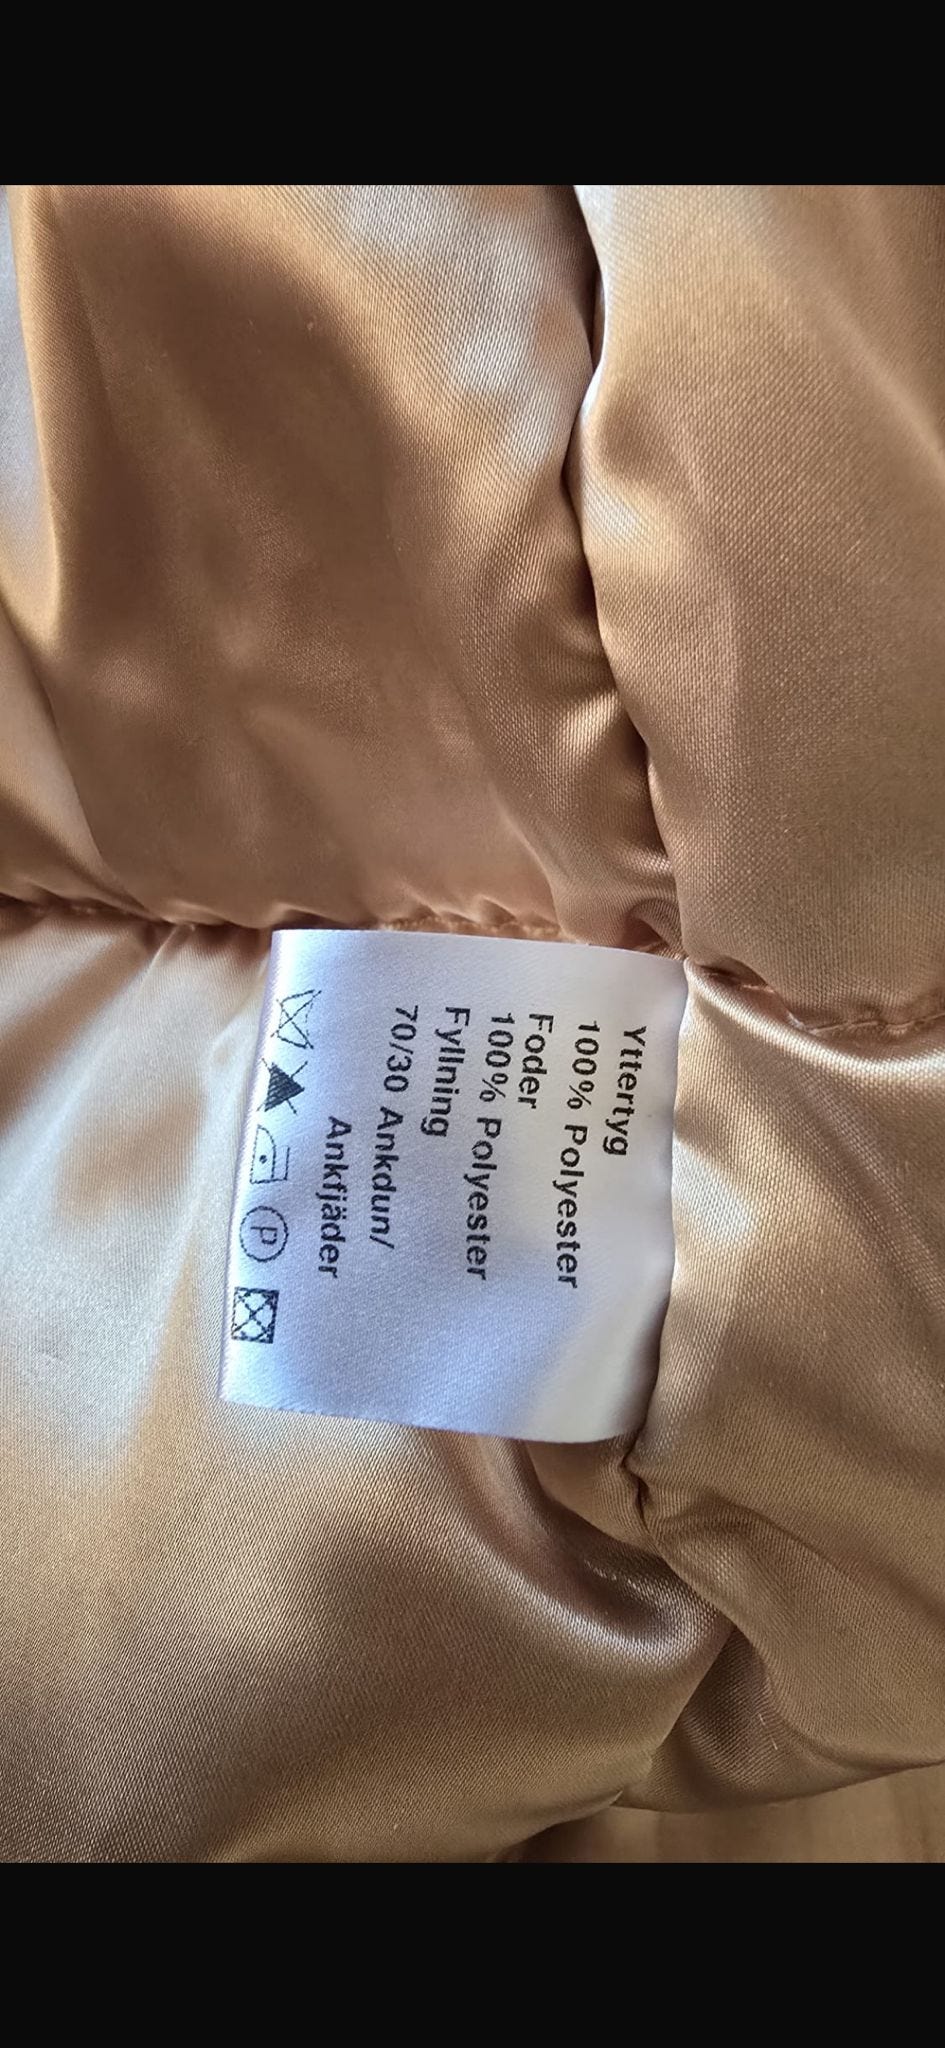 Yttertyg
100% Polyester
Foder
100% Polyester
Fyllning
70/30 Ankdun/
Ankfjäder
P